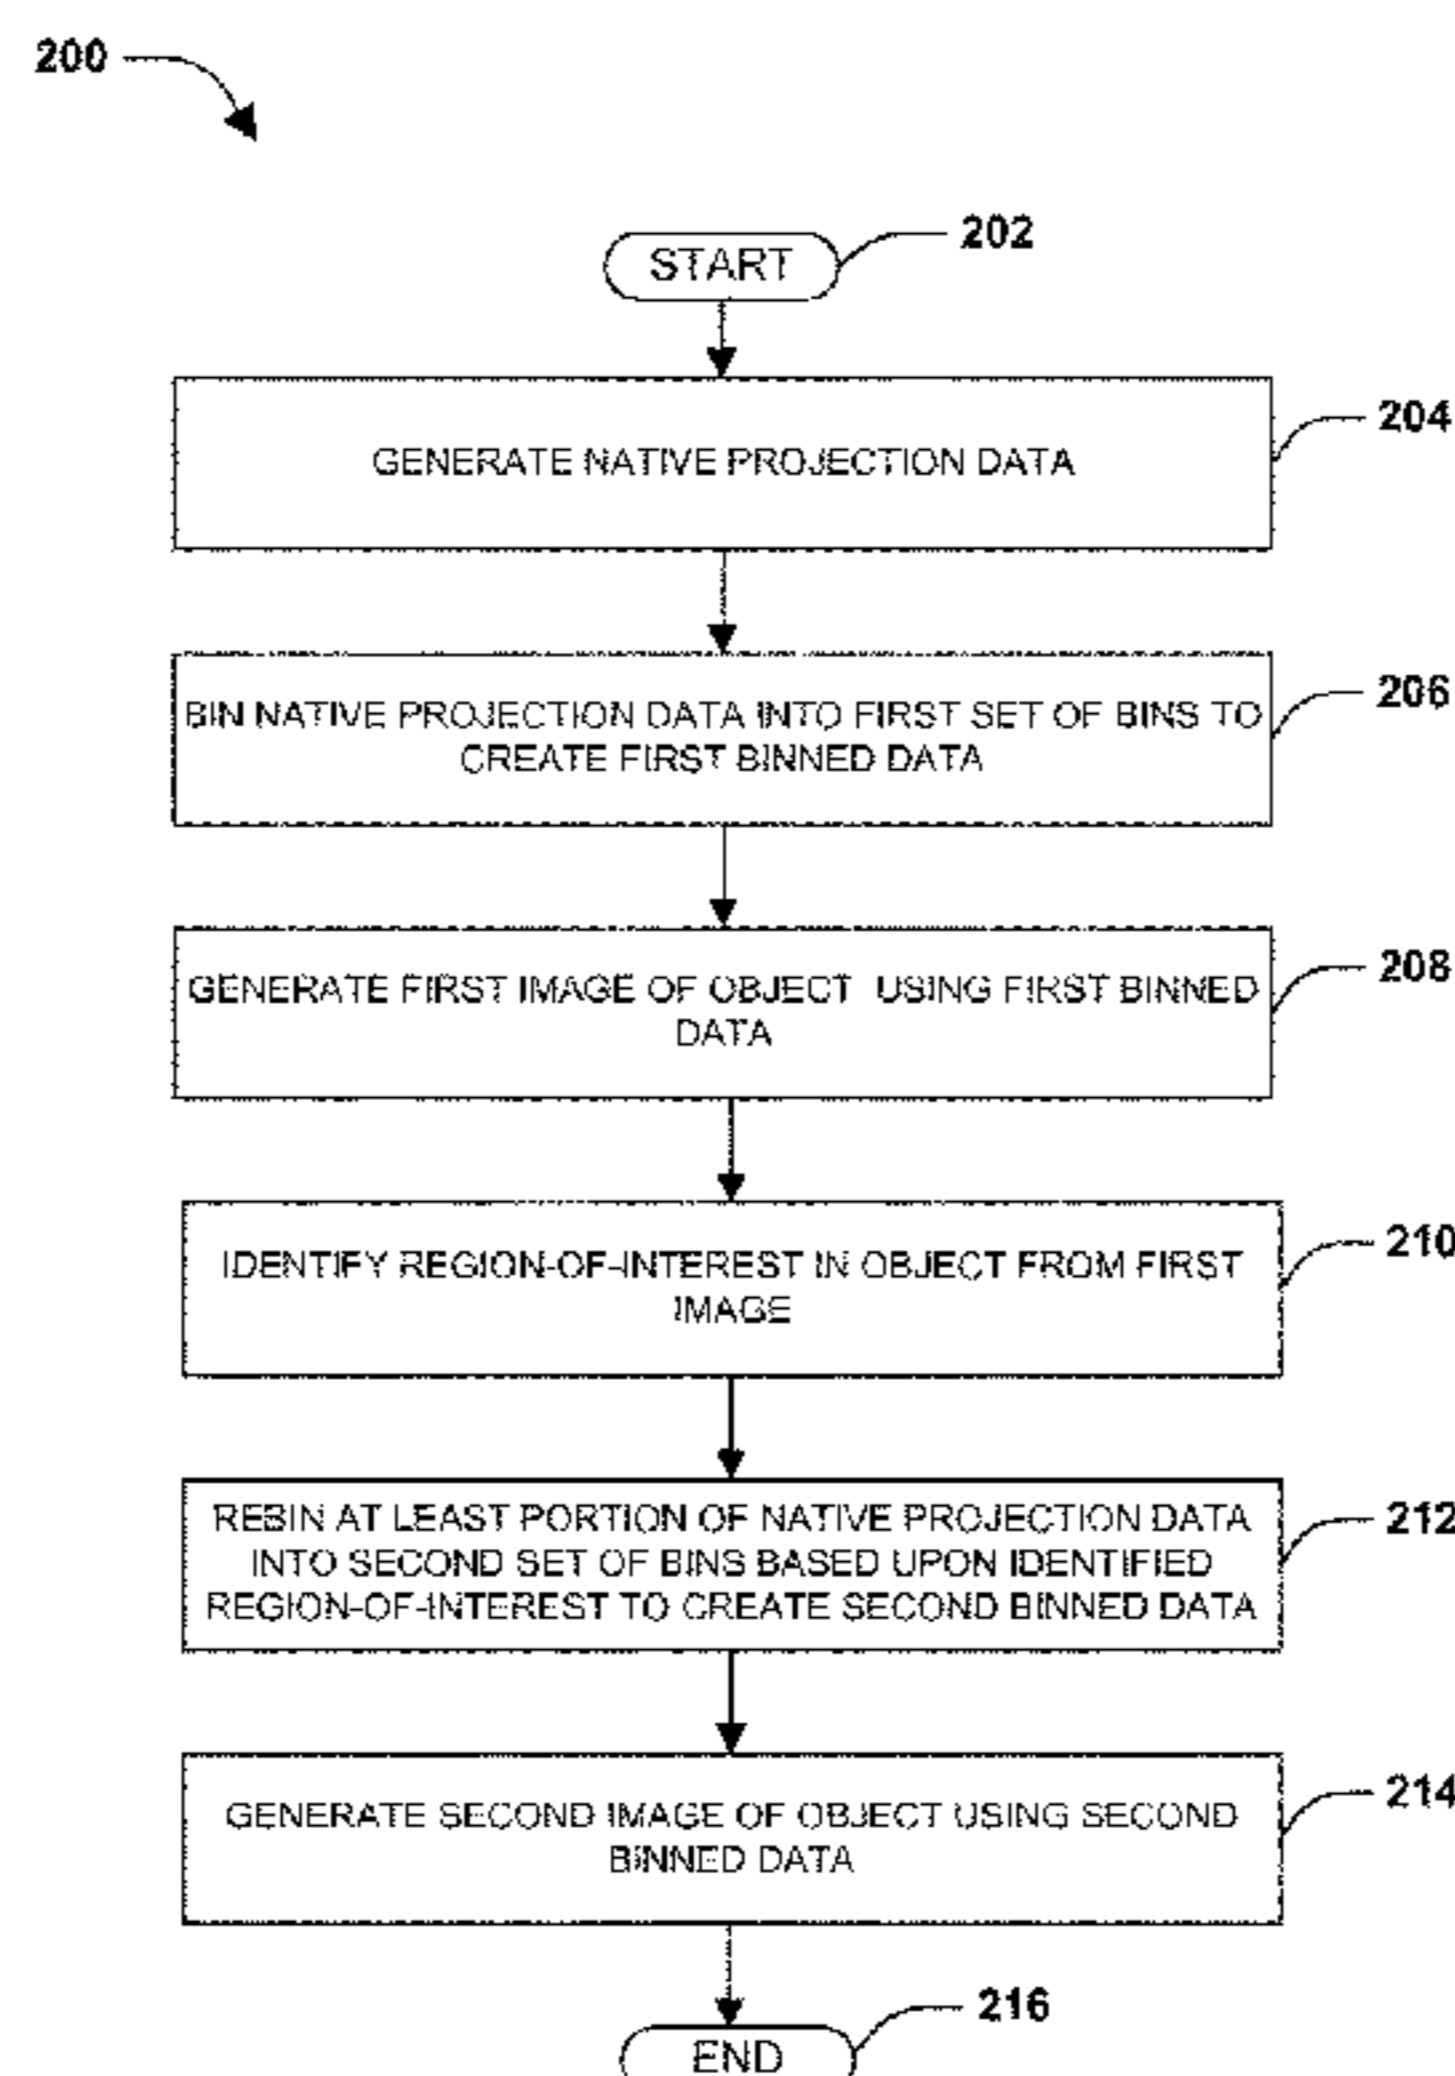 200
202
START
204
GENERATE NATIVE PROJECTION DATA
206
BIN NATIVE PROJECTION DATA INTO FIRST SET OF BINS TO
CREATE FIRST BINNED DATA
208
GENERATE FIRST IMAGE OF OBJECT USING FIRST BINNED
DATA
210
IDENTIFY REGION-OF-INTEREST IN OBJECT FROM FIRST
IMAGE
212
REBIN AT LEAST PORTION OF NATIVE PROJECTION DATA
INTO SECOND SET OF BINS BASED UPON IDENTIFIED
REGION-OF-INTEREST TO CREATE SECOND BINNED DATA
214
GENERATE SECOND IMAGE OF OBJECT USING SECOND
BINNED DATA
216
END